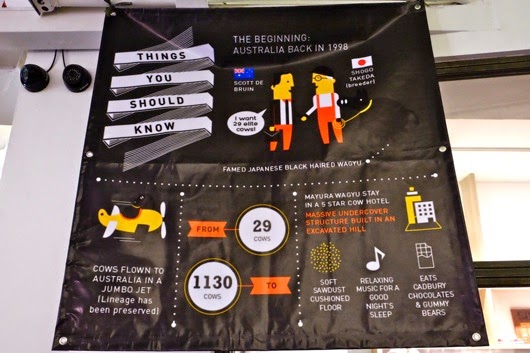 THINGS
YOU
SHOULD
KNOW
THE BEGINNING:
AUSTRALIA BACK IN 1998
SCOTT DE
BRUIN
SHOGO
TAKEDA
(breeder)
I want
29 elite
cows!
FAMED JAPANESE BLACK HAIRED WAGYU
COWS FLOWN TO
AUSTRALIA IN A
JUMBO JET
(Lineage has
been preserved)
FROM
29
COWS
1130
COWS
TO
MAYURA WAGYU STAY
IN A 5 STAR COW HOTEL
MASSIVE UNDERCOVER
STRUCTURE BUILT IN AN
EXCAVATED HILL
SOFT
SAWDUST
CUSHIONED
FLOOR
RELAXING
MUSIC FOR A
GOOD
NIGHT'S
SLEEP
EATS
CADBURY
CHOCOLATES
& GUMMY
BEARS